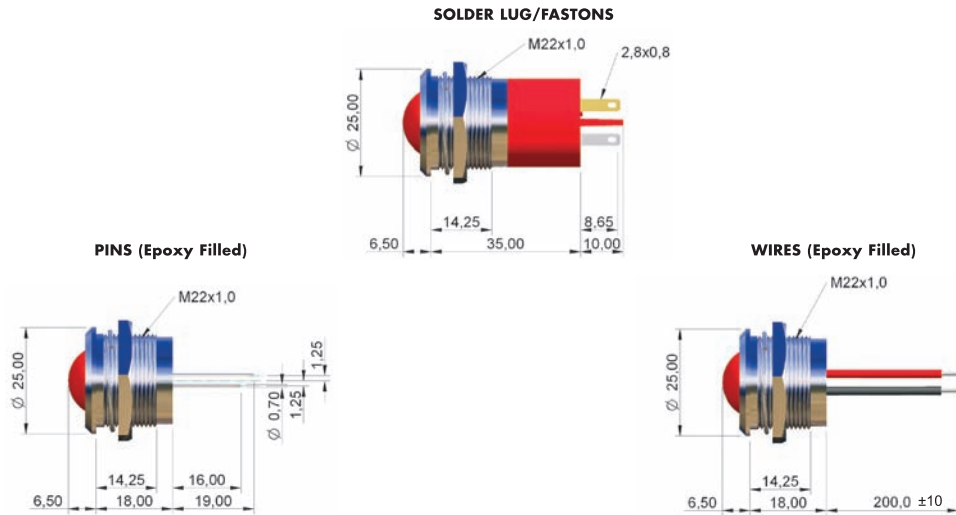 SOLDER LUG/FASTONS
M22x1,0
2,8x0,8
Ø 25,00
14,25
8,65
6,50
35,00
10,00
PINS (Epoxy Filled)
M22x1,0
Ø 25,00
1,25
Ø 0,70
1,25
14,25
16,00
6,50
18,00
19,00
WIRES (Epoxy Filled)
M22x1,0
Ø 25,00
14,25
6,50
18,00
200,0 ±10